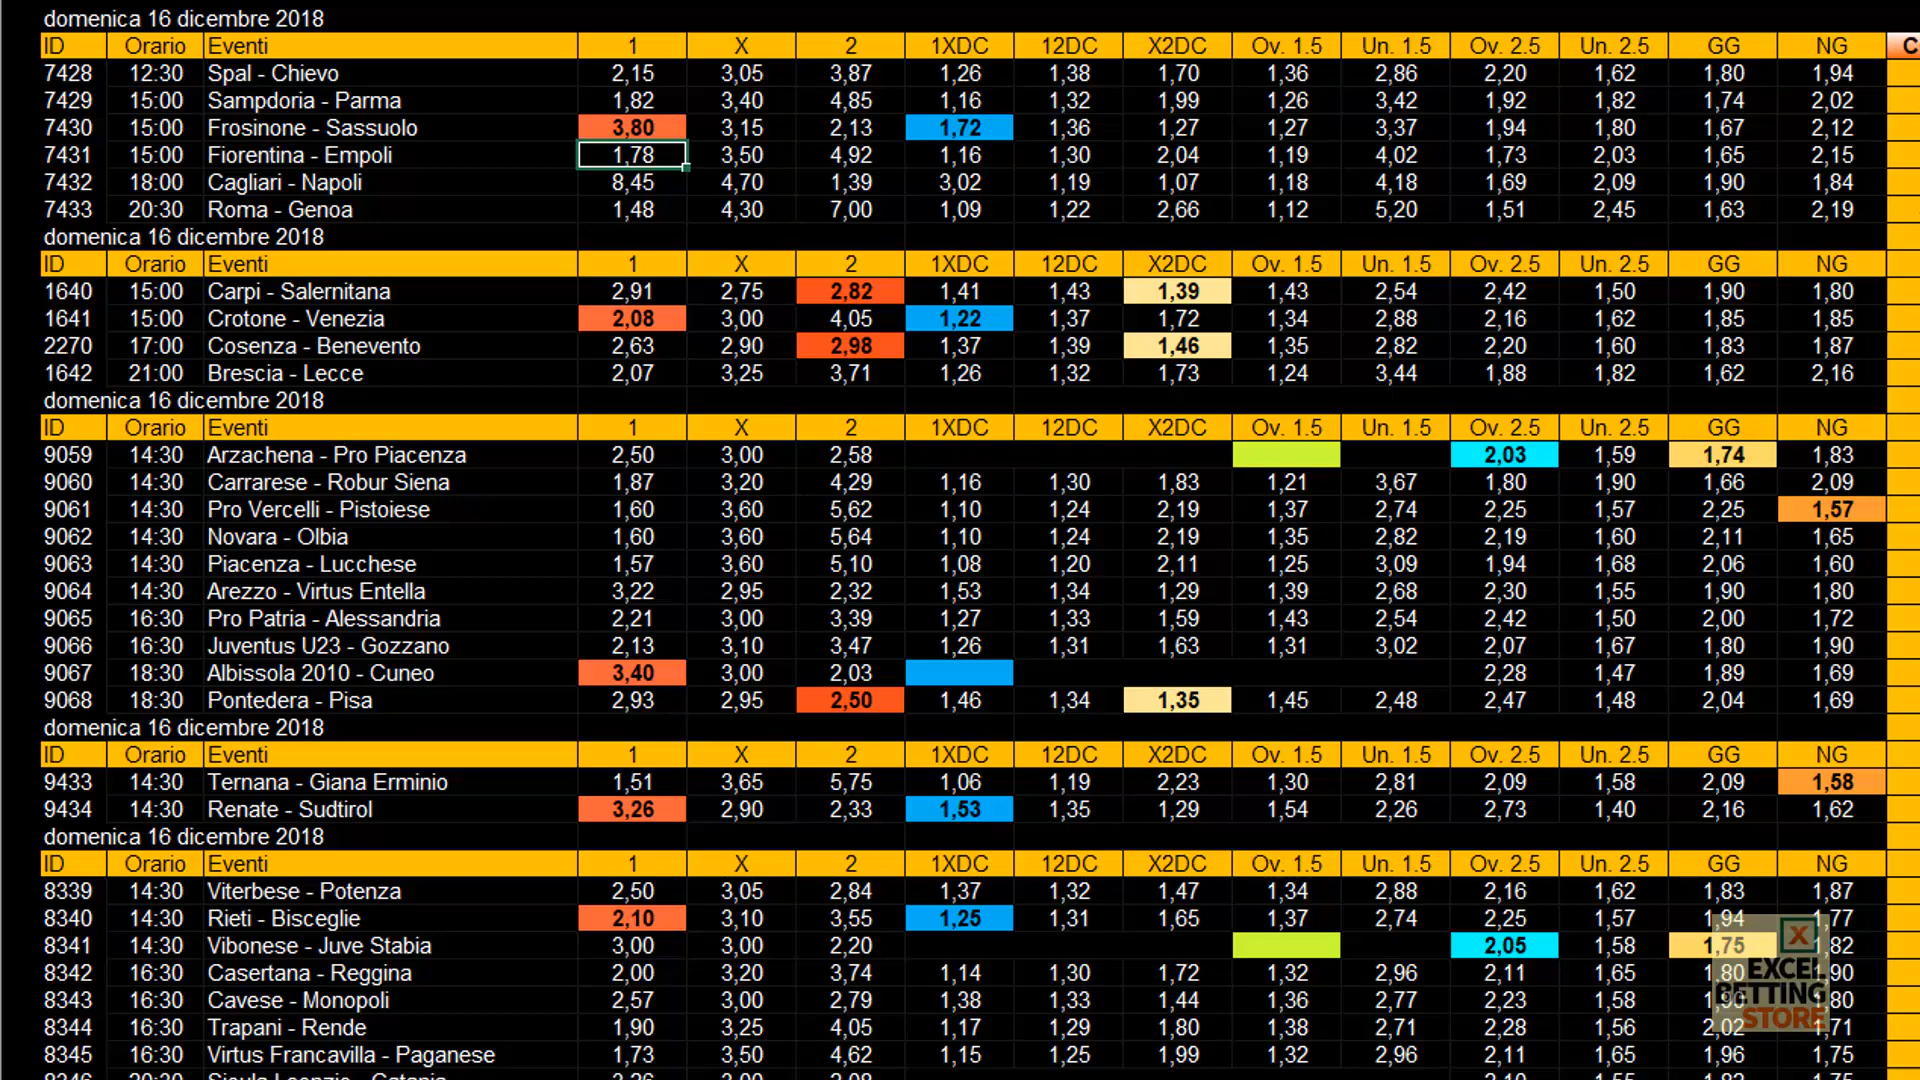 domenica 16 dicembre 2018
ID Orario Eventi 1 X 2 1XDC 12DC X2DC Ov. 1.5 Un. 1.5 Ov. 2.5 Un. 2.5 GG NG C
7428 12:30 Spal - Chievo 2,15 3,05 3,87 1,26 1,38 1,70 1,36 2,86 2,20 1,62 1,80 1,94
7429 15:00 Sampdoria - Parma 1,82 3,40 4,85 1,16 1,32 1,99 1,26 3,42 1,92 1,82 1,74 2,02
7430 15:00 Frosinone - Sassuolo 3,80 3,15 2,13 1,72 1,36 1,27 1,27 3,37 1,94 1,80 1,67 2,12
7431 15:00 Fiorentina - Empoli 1,78 3,50 4,92 1,16 1,30 2,04 1,19 4,02 1,73 2,03 1,65 2,15
7432 18:00 Cagliari - Napoli 8,45 4,70 1,39 3,02 1,19 1,07 1,18 4,18 1,69 2,09 1,90 1,84
7433 20:30 Roma - Genoa 1,48 4,30 7,00 1,09 1,22 2,66 1,12 5,20 1,51 2,45 1,63 2,19
domenica 16 dicembre 2018
ID Orario Eventi 1 X 2 1XDC 12DC X2DC Ov. 1.5 Un. 1.5 Ov. 2.5 Un. 2.5 GG NG
1640 15:00 Carpi - Salernitana 2,91 2,75 2,82 1,41 1,43 1,39 1,43 2,54 2,42 1,50 1,90 1,80
1641 15:00 Crotone - Venezia 2,08 3,00 4,05 1,22 1,37 1,72 1,34 2,88 2,16 1,62 1,85 1,85
2270 17:00 Cosenza - Benevento 2,63 2,90 2,98 1,37 1,39 1,46 1,35 2,82 2,20 1,60 1,83 1,87
1642 21:00 Brescia - Lecce 2,07 3,25 3,71 1,26 1,32 1,73 1,24 3,44 1,88 1,82 1,62 2,16
domenica 16 dicembre 2018
ID Orario Eventi 1 X 2 1XDC 12DC X2DC Ov. 1.5 Un. 1.5 Ov. 2.5 Un. 2.5 GG NG
9059 14:30 Arzachena - Pro Piacenza 2,50 3,00 2,58 2,03 1,59 1,74 1,83
9060 14:30 Carrarese - Robur Siena 1,87 3,20 4,29 1,16 1,30 1,83 1,21 3,67 1,80 1,90 1,66 2,09
9061 14:30 Pro Vercelli - Pistoiese 1,60 3,60 5,62 1,10 1,24 2,19 1,37 2,74 2,25 1,57 2,25 1,57
9062 14:30 Novara - Olbia 1,60 3,60 5,64 1,10 1,24 2,19 1,35 2,82 2,19 1,60 2,11 1,65
9063 14:30 Piacenza - Lucchese 1,57 3,60 5,10 1,08 1,20 2,11 1,25 3,09 1,94 1,68 2,06 1,60
9064 14:30 Arezzo - Virtus Entella 3,22 2,95 2,32 1,53 1,34 1,29 1,39 2,68 2,30 1,55 1,90 1,80
9065 16:30 Pro Patria - Alessandria 2,21 3,00 3,39 1,27 1,33 1,59 1,43 2,54 2,42 1,50 2,00 1,72
9066 16:30 Juventus U23 - Gozzano 2,13 3,10 3,47 1,26 1,31 1,63 1,31 3,02 2,07 1,67 1,80 1,90
9067 18:30 Albissola 2010 - Cuneo 3,40 3,00 2,03 2,28 1,47 1,89 1,69
9068 18:30 Pontedera - Pisa 2,93 2,95 2,50 1,46 1,34 1,35 1,45 2,48 2,47 1,48 2,04 1,69
domenica 16 dicembre 2018
ID Orario Eventi 1 X 2 1XDC 12DC X2DC Ov. 1.5 Un. 1.5 Ov. 2.5 Un. 2.5 GG NG
9433 14:30 Ternana - Giana Erminio 1,51 3,65 5,75 1,06 1,19 2,23 1,30 2,81 2,09 1,58 2,09 1,58
9434 14:30 Renate - Sudtirol 3,26 2,90 2,33 1,53 1,35 1,29 1,54 2,26 2,73 1,40 2,16 1,62
domenica 16 dicembre 2018
ID Orario Eventi 1 X 2 1XDC 12DC X2DC Ov. 1.5 Un. 1.5 Ov. 2.5 Un. 2.5 GG NG
8339 14:30 Viterbese - Potenza 2,50 3,05 2,84 1,37 1,32 1,47 1,34 2,88 2,16 1,62 1,83 1,87
8340 14:30 Rieti - Bisceglie 2,10 3,10 3,55 1,25 1,31 1,65 1,37 2,74 2,25 1,57 1,94 1,77
8341 14:30 Vibonese - Juve Stabia 3,00 3,00 2,20 2,05 1,58 1,75 1,82
8342 16:30 Casertana - Reggina 2,00 3,20 3,74 1,14 1,30 1,72 1,32 2,96 2,11 1,65 1,80 1,90
8343 16:30 Cavese - Monopoli 2,57 3,00 2,79 1,38 1,33 1,44 1,36 2,77 2,23 1,58 1,90 1,80
8344 16:30 Trapani - Rende 1,90 3,25 4,05 1,17 1,29 1,80 1,38 2,71 2,28 1,56 2,02 1,71
8345 16:30 Virtus Francavilla - Paganese 1,73 3,50 4,62 1,15 1,25 1,99 1,32 2,96 2,11 1,65 1,96 1,75
X
EXCEL
BETTING
STORE